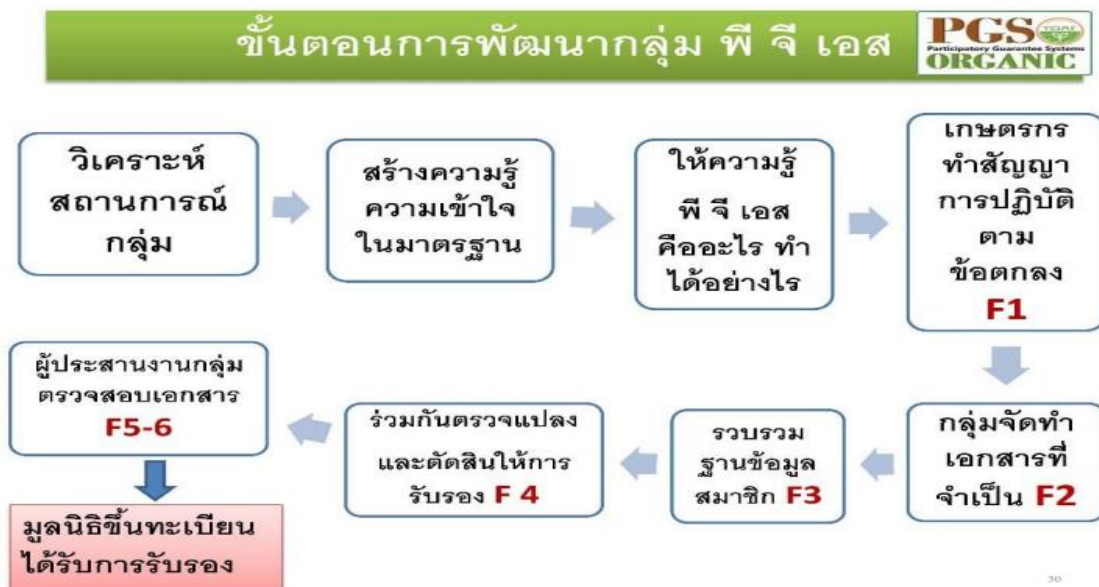 ขั้นตอนการพัฒนากลุ่ม พี จี เอส
PGS TOAF
Participatory Guarantee Systems
ORGANIC
วิเคราะห์
สถานการณ์
กลุ่ม
สร้างความรู้
ความเข้าใจ
ในมาตรฐาน
ให้ความรู้
พี จี เอส
คืออะไร ทำ
ได้อย่างไร
เกษตรกร
ทำสัญญา
การปฏิบัติ
ตาม
ข้อตกลง
F1
กลุ่มจัดทำ
เอกสารที่
จำเป็น F2
รวบรวม
ฐานข้อมูล
สมาชิก F3
ร่วมกันตรวจแปลง
และตัดสินให้การ
รับรอง F 4
ผู้ประสานงานกลุ่ม
ตรวจสอบเอกสาร
F5-6
มูลนิธิขึ้นทะเบียน
ได้รับการรับรอง
30